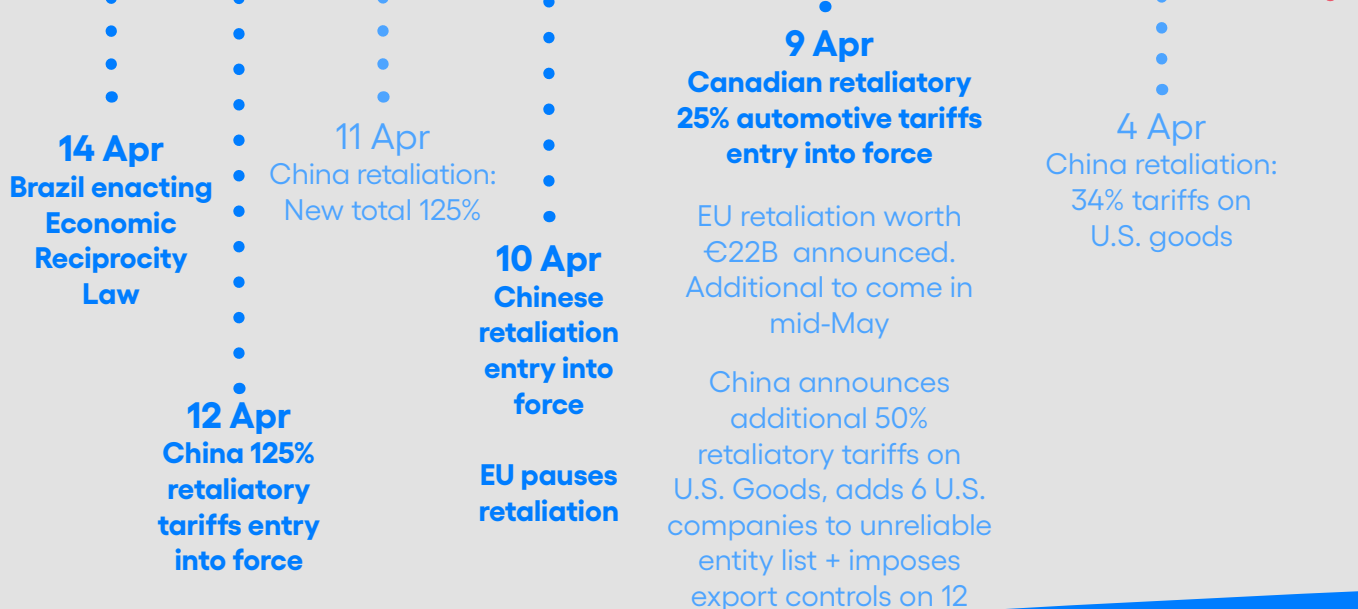 14 Apr
Brazil enacting
Economic
Reciprocity
Law
12 Apr
China 125%
retaliatory
tariffs entry
into force
11 Apr
China retaliation:
New total 125%
10 Apr
Chinese
retaliation
entry into
force
EU pauses
retaliation
9 Apr
Canadian retaliatory
25% automotive tariffs
entry into force
EU retaliation worth
€22B  announced.
Additional to come in
mid-May
China announces
additional 50%
retaliatory tariffs on
U.S. Goods, adds 6 U.S.
companies to unreliable
entity list + imposes
export controls on 12
4 Apr
China retaliation:
34% tariffs on
U.S. goods